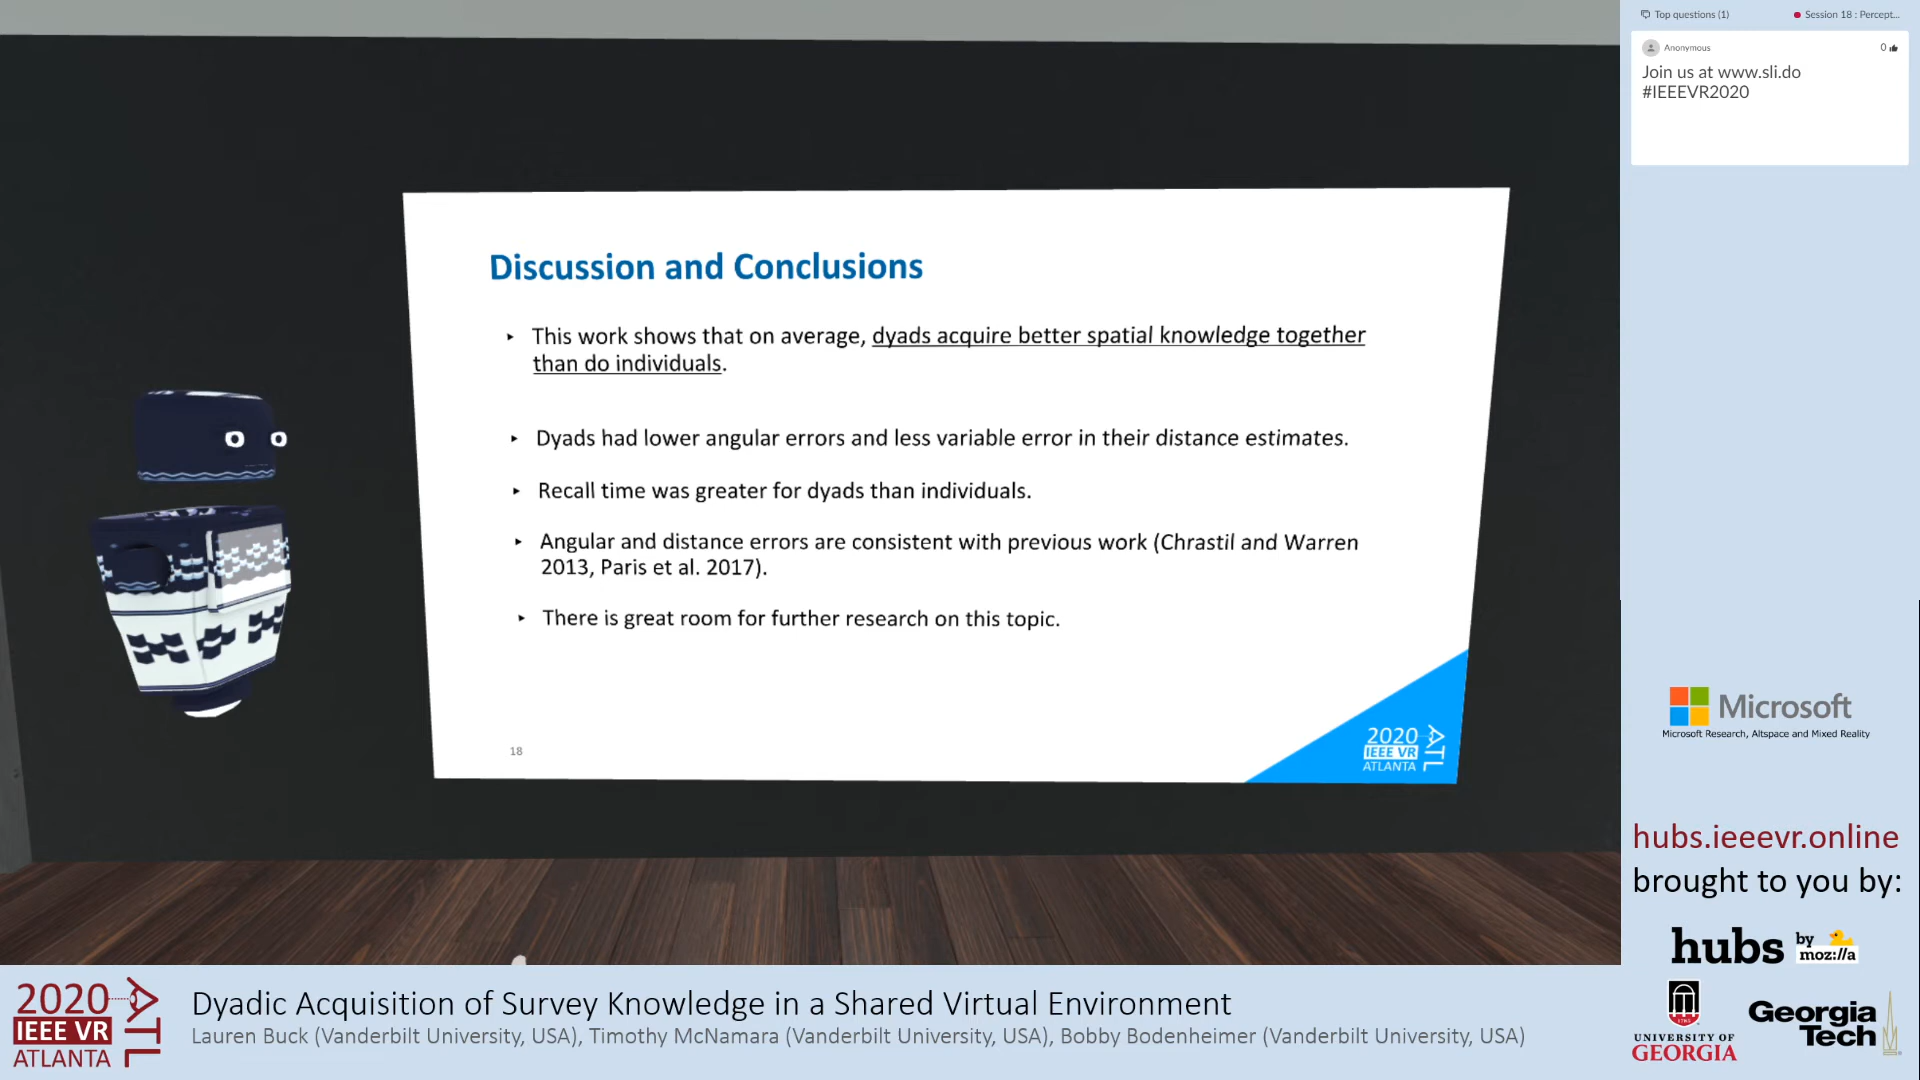 Top questions (1)
Session 18 : Percept...
Anonymous
0
Join us at www.sli.do
#IEEEVR2020
Discussion and Conclusions
‣ This work shows that on average, dyads acquire better spatial knowledge together
than do individuals.
‣ Dyads had lower angular errors and less variable error in their distance estimates.
‣ Recall time was greater for dyads than individuals.
‣ Angular and distance errors are consistent with previous work (Chrastil and Warren
2013, Paris et al. 2017).
‣ There is great room for further research on this topic.
18
2020
IEEE VR
ATLANTA
ATL
Microsoft
Microsoft Research, Altspace and Mixed Reality
hubs.ieeevr.online
brought to you by:
hubs by
moz://a
UNIVERSITY OF
GEORGIA
Georgia
Tech
2020
IEEE VR
ATLANTA
ATL
Dyadic Acquisition of Survey Knowledge in a Shared Virtual Environment
Lauren Buck (Vanderbilt University, USA), Timothy McNamara (Vanderbilt University, USA), Bobby Bodenheimer (Vanderbilt University, USA)